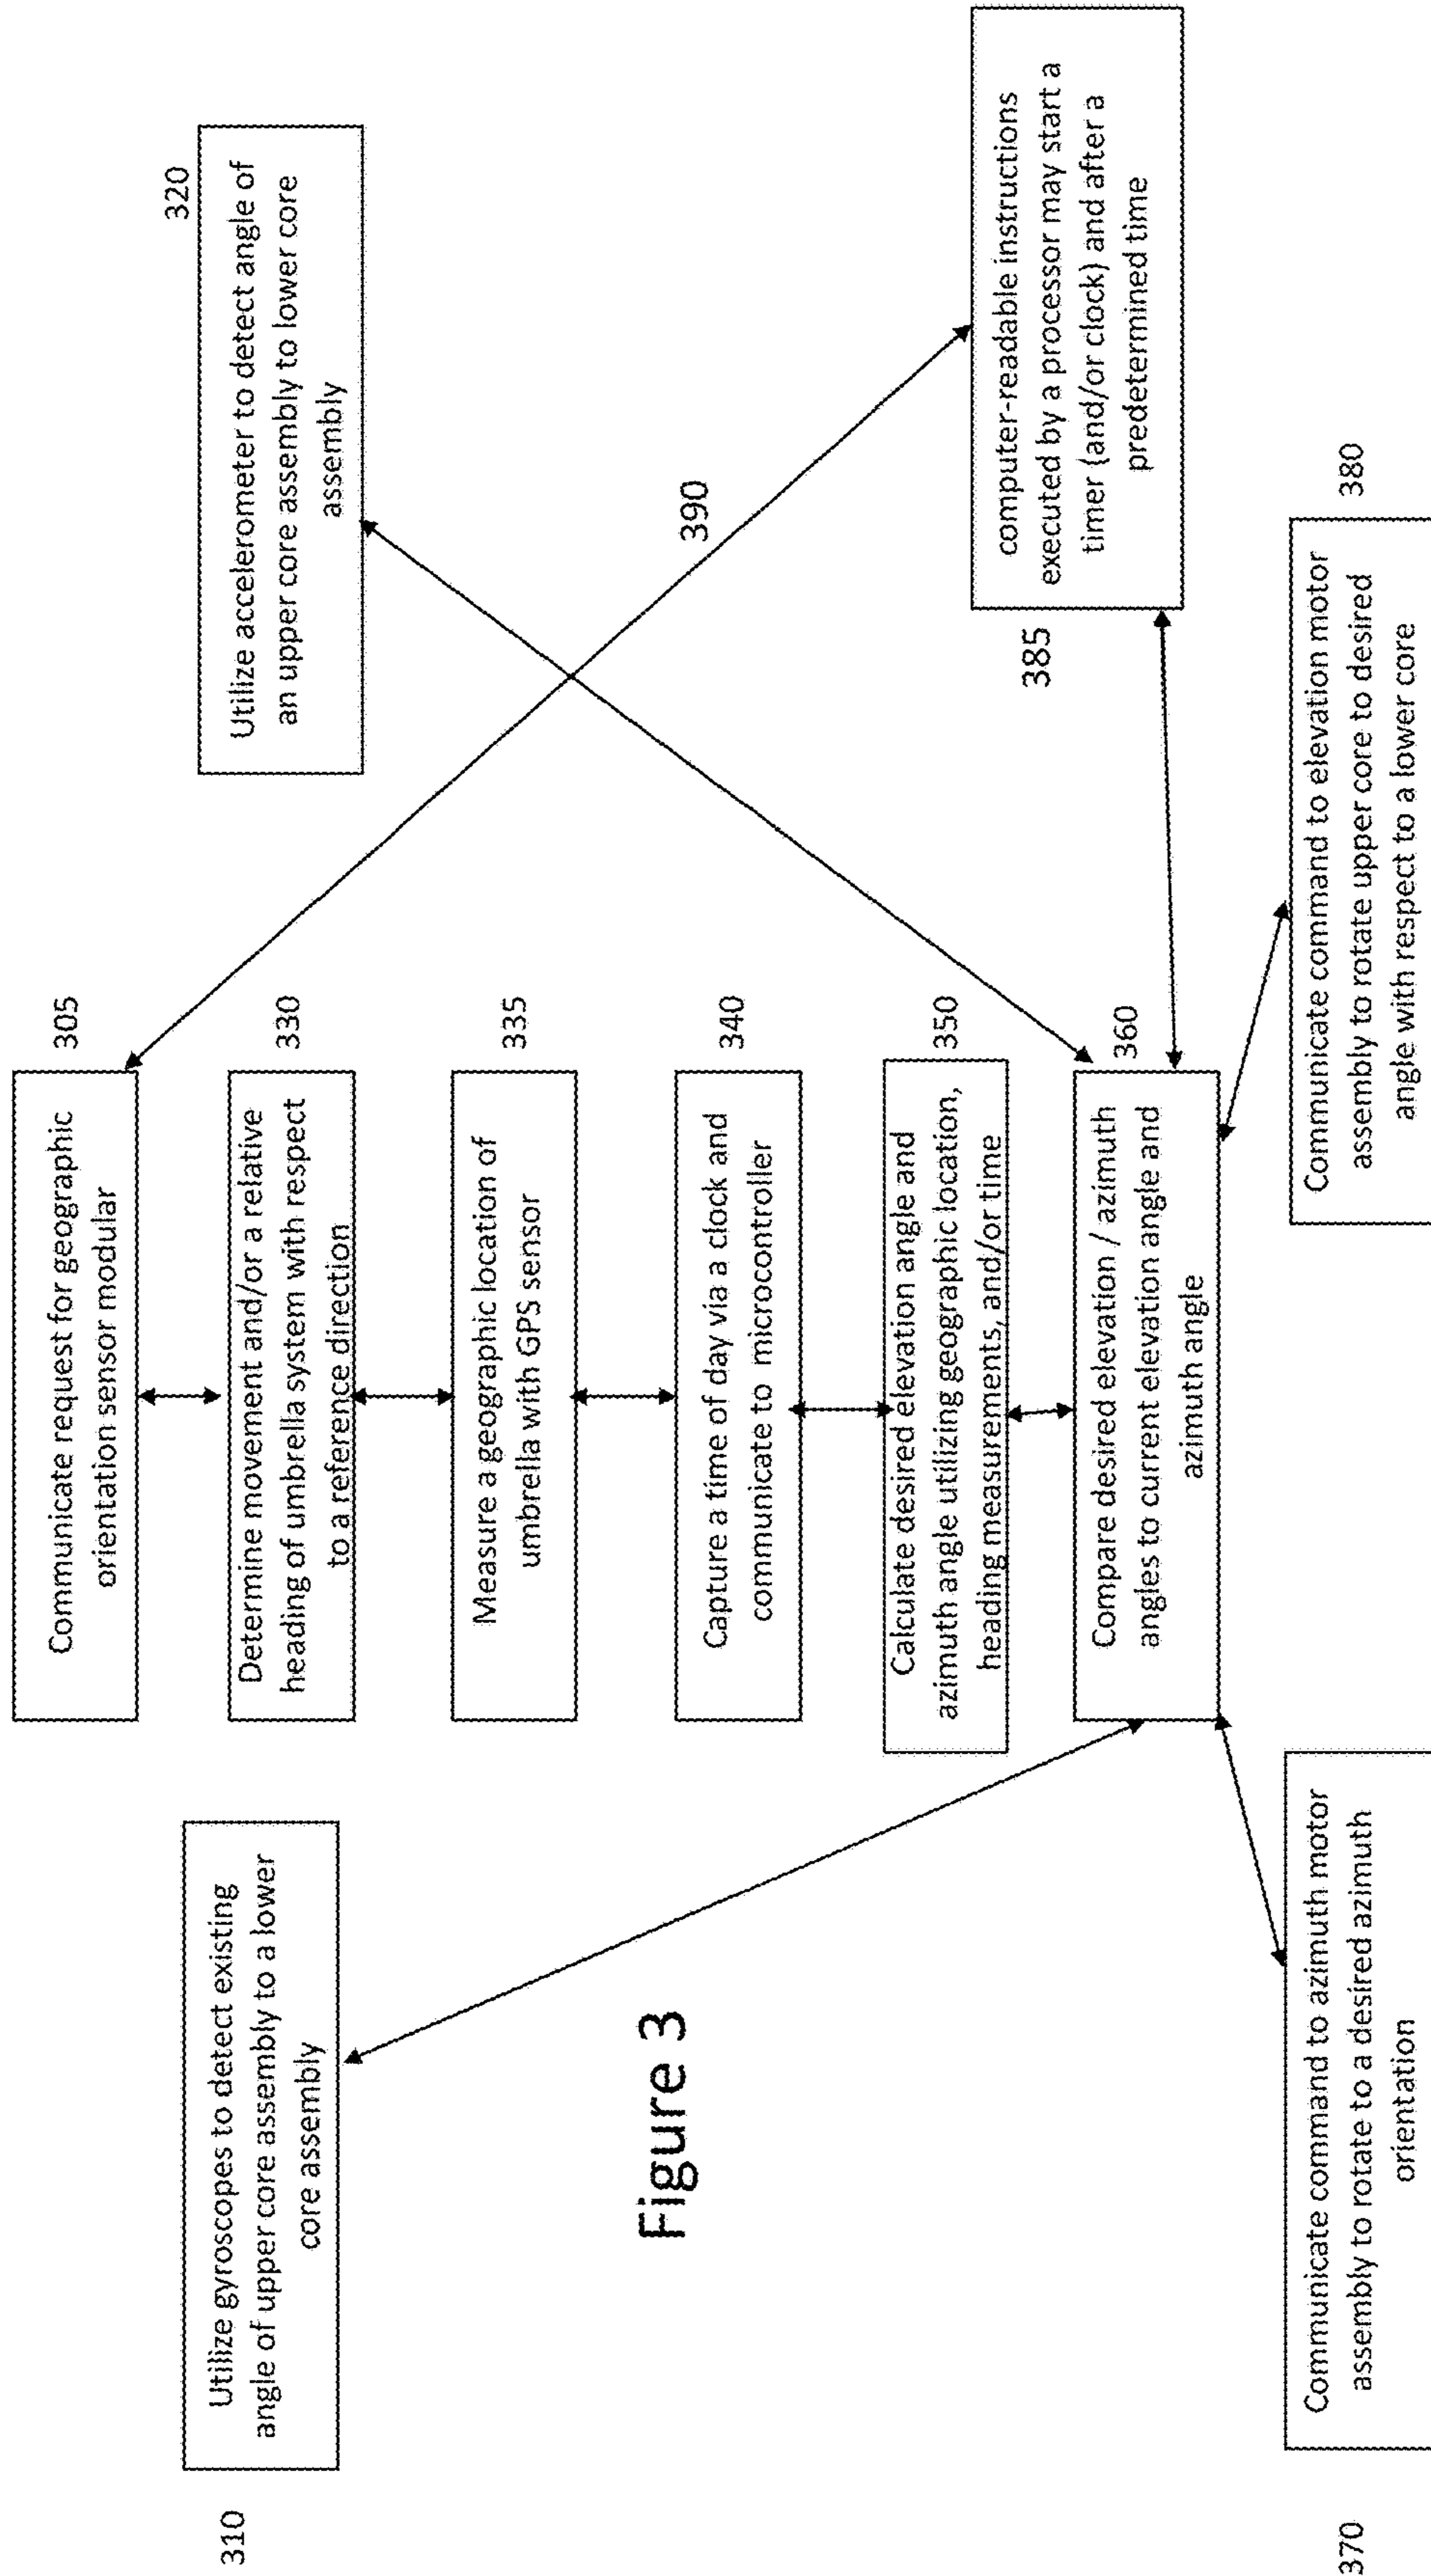 Communicate request for geographic
orientation sensor modular
305
Utilize gyroscopes to detect existing
angle of upper core assembly to a lower
core assembly
310
Utilize accelerometer to detect angle of
an upper core assembly to lower core
assembly
320
Determine movement and/or a relative
heading of umbrella system with respect
to a reference direction
330
Measure a geographic location of
umbrella with GPS sensor
335
Capture a time of day via a clock and
communicate to microcontroller
340
390
Calculate desired elevation angle and
azimuth angle utilizing geographic location,
heading measurements, and/or time
350
Compare desired elevation / azimuth
angles to current elevation angle and
azimuth angle
360
computer-readable instructions
executed by a processor may start a
timer (and/or clock) and after a
predetermined time
385
Communicate command to azimuth motor
assembly to rotate to a desired azimuth
orientation
370
Communicate command to elevation motor
assembly to rotate upper core to desired
angle with respect to a lower core
380
Figure 3